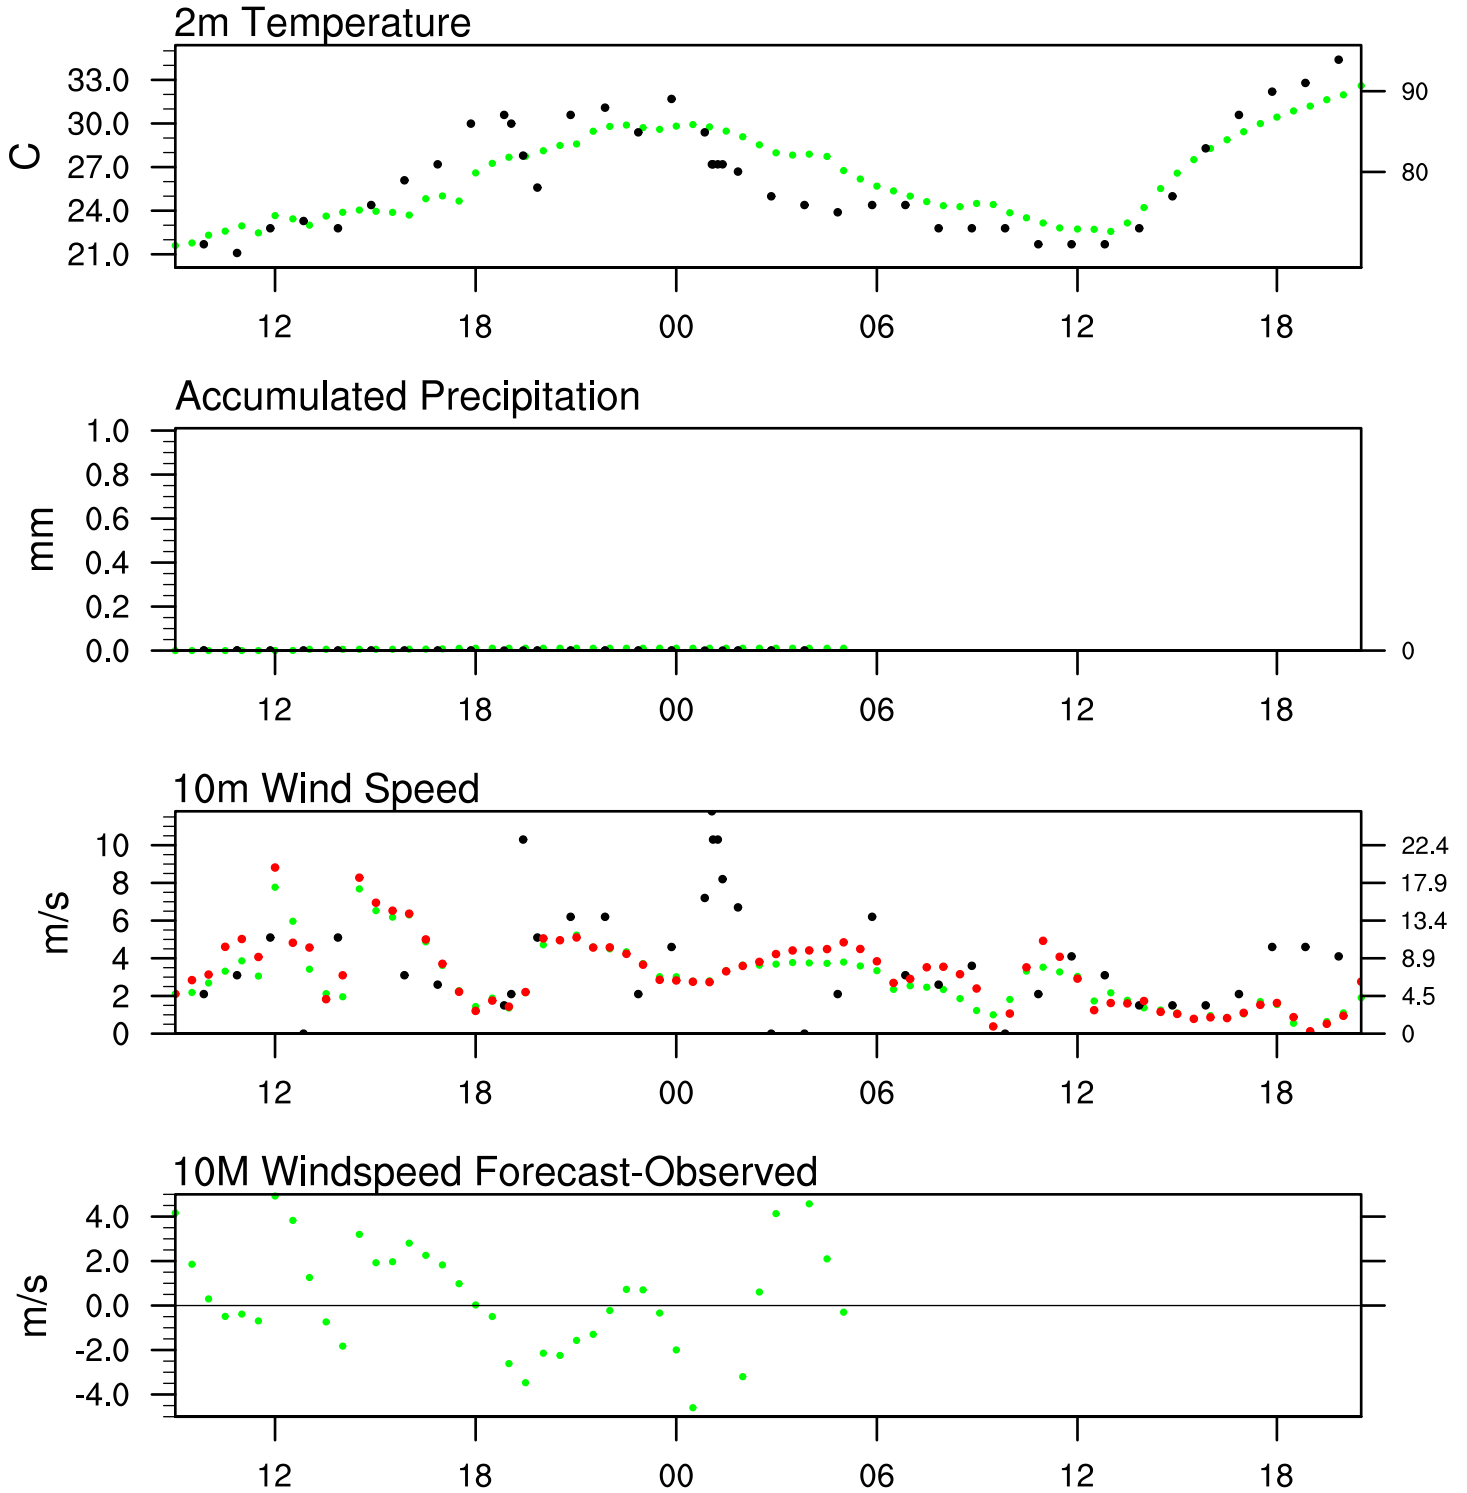 2m Temperature
33.0
30.0
27.0
24.0
21.0
C
90
80
12 18 00 06 12 18
Accumulated Precipitation
1.0
0.8
0.6
0.4
0.2
0.0
mm
0
12 18 00 06 12 18
10m Wind Speed
10
8
6
4
2
0
m/s
22.4
17.9
13.4
8.9
4.5
0
12 18 00 06 12 18
10M Windspeed Forecast-Observed
4.0
2.0
0.0
-2.0
-4.0
m/s
12 18 00 06 12 18